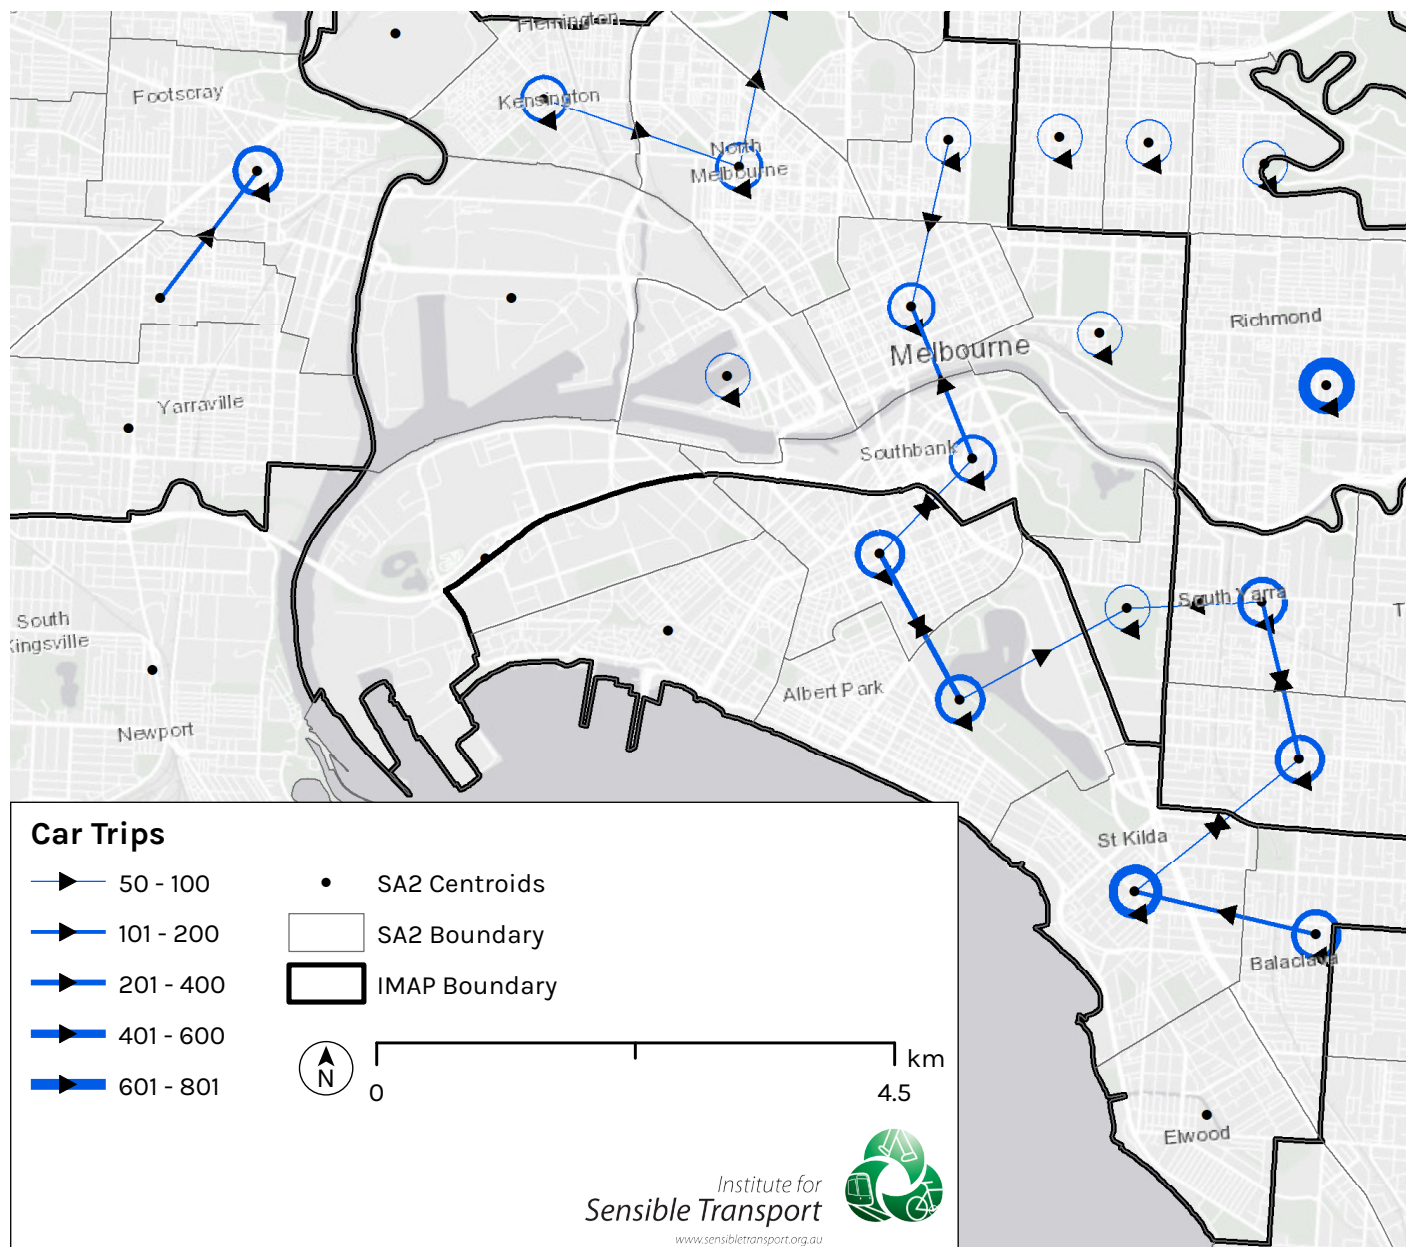 Flemington
Footscray
Kensington
North
Melbourne
Richmond
Melbourne
Yarraville
Southbank
South Yarra
T
South
Kingsville
Albert Park
Newport
St Kilda
Balaclava
Elwood
Car Trips
50 - 100
101 - 200
201 - 400
401 - 600
601 - 801
SA2 Centroids
SA2 Boundary
IMAP Boundary
N
km
0
4.5
Institute for
Sensible Transport
www.sensibletransport.org.au